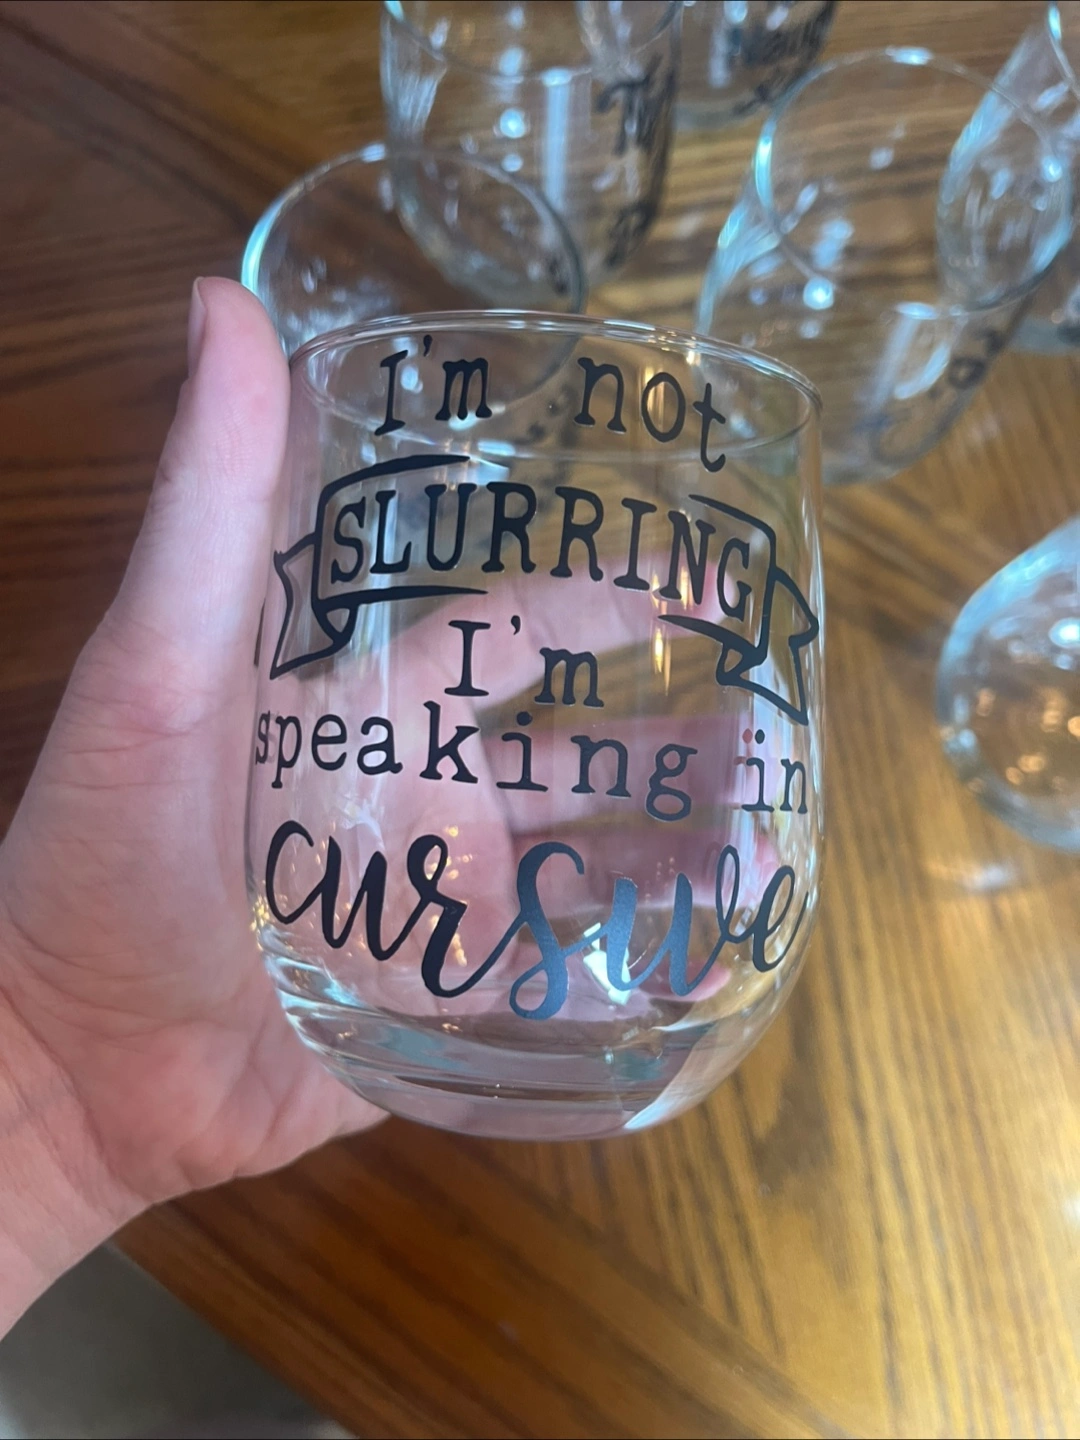 I'm not
SLURRING
I'm
speaking in
cursive